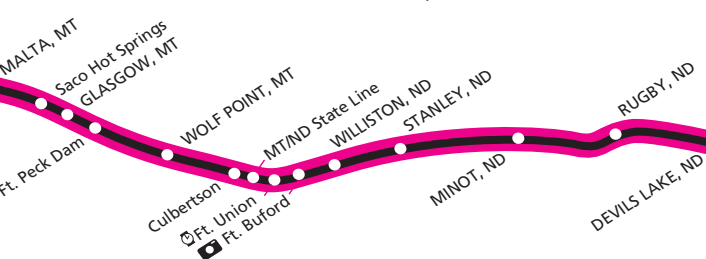 MALTA, MT
Saco Hot Springs
GLASGOW, MT
Ft. Peck Dam
WOLF POINT, MT
Culbertson
MT/ND State Line
Ft. Union
Ft. Buford
WILLISTON, ND
STANLEY, ND
MINOT, ND
RUGBY, ND
DEVILS LAKE, ND